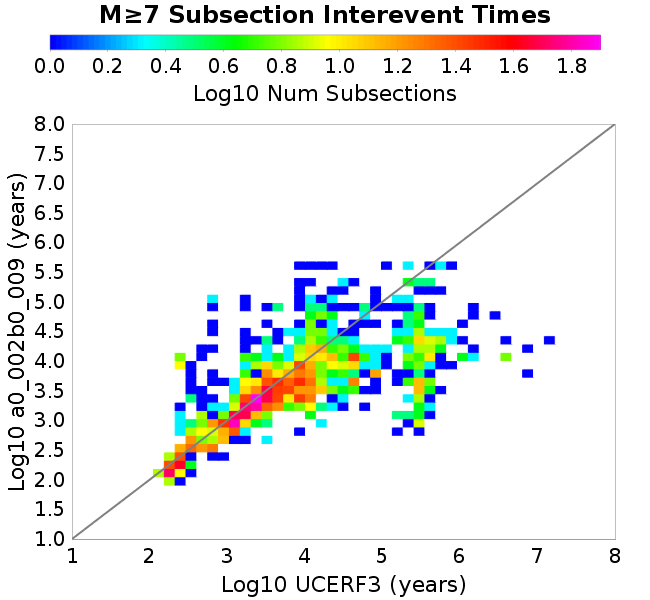 M≥7 Subsection Interevent Times
0.0 0.2 0.4 0.6 0.8 1.0 1.2 1.4 1.6 1.8
Log10 Num Subsections
8.0
7.5
7.0
6.5
6.0
5.5
5.0
4.5
4.0
3.5
3.0
2.5
2.0
1.5
1.0
Log10 a0_002b0_009 (years)
1 2 3 4 5 6 7 8
Log10 UCERF3 (years)